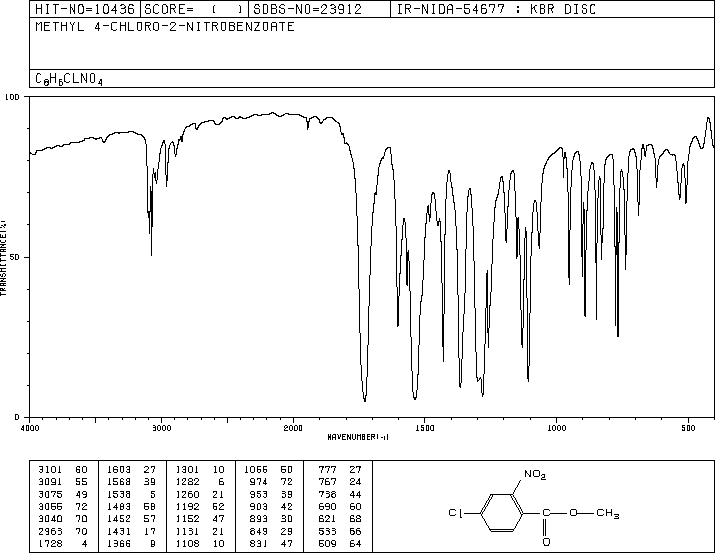 HIT-NO=10436 SCORE= ( ) SDBS-NO=23912 IR-NIDA-54677 : KBR DISC
METHYL 4-CHLORO-2-NITROBENZOATE
C8H6CLNO4
100
50
0
TRANSMITTANCE(%)
4000 3000 2000 1500 1000 500
WAVENUMBER(-1)
3101 60 1603 27 1301 10 1066 50 777 27
3091 55 1568 39 1282 6 974 72 767 24
3075 49 1538 5 1260 21 953 39 738 44
3055 72 1483 58 1192 52 903 42 690 60
3040 70 1452 57 1152 47 893 30 621 68
2963 70 1431 17 1131 21 849 29 535 66
1728 4 1366 9 1108 10 831 47 509 64
NO2
Cl
O
CH3
O